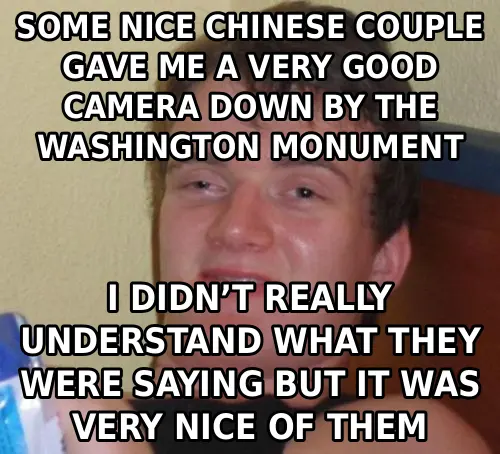 SOME NICE CHINESE COUPLE
GAVE ME A VERY GOOD
CAMERA DOWN BY THE
WASHINGTON MONUMENT
I DIDN'T REALLY
UNDERSTAND WHAT THEY
WERE SAYING BUT IT WAS
VERY NICE OF THEM